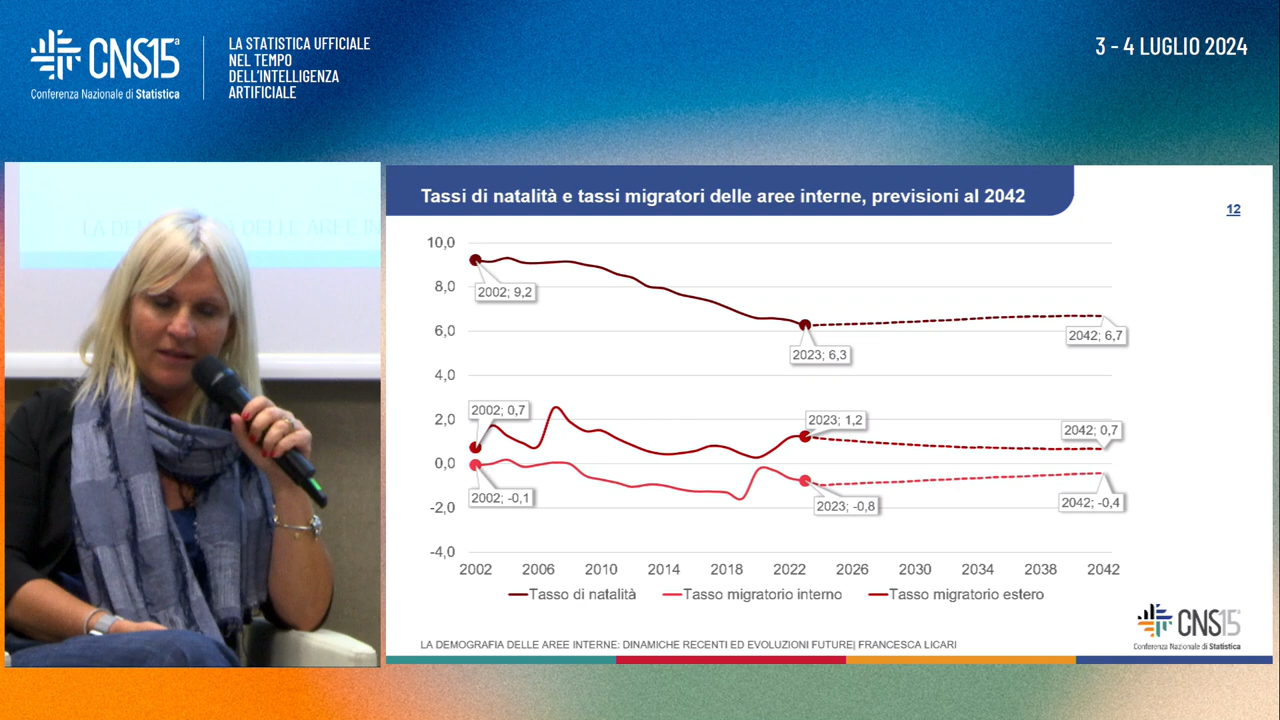 CNS15ª
Conferenza Nazionale di Statistica
LA STATISTICA UFFICIALE
NEL TEMPO
DELL'INTELLIGENZA
ARTIFICIALE
3 - 4 LUGLIO 2024
LA DEMOGRAFIA DELLE AREE IN
Tassi di natalità e tassi migratori delle aree interne, previsioni al 2042
12
10,0
8,0
6,0
4,0
2,0
0,0
-2,0
-4,0
2002; 9,2
2023; 6,3
2042; 6,7
2002; 0,7
2023; 1,2
2042; 0,7
2002; -0,1
2023; -0,8
2042; -0,4
2002 2006 2010 2014 2018 2022 2026 2030 2034 2038 2042
Tasso di natalità Tasso migratorio interno Tasso migratorio estero
LA DEMOGRAFIA DELLE AREE INTERNE: DINAMICHE RECENTI ED EVOLUZIONI FUTURE| FRANCESCA LICARI
CNS15ª
Conferenza Nazionale di Statistica